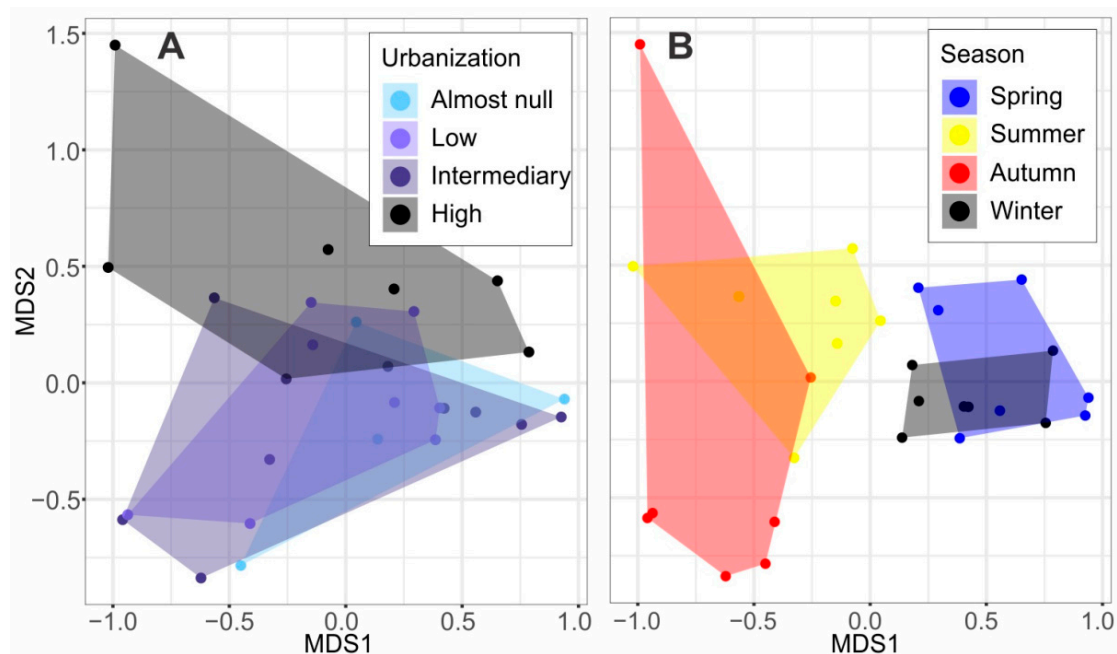 A
Urbanization
Almost null
Low
Intermediary
High
1.5
1.0
0.5
0.0
−0.5
MDS2
−1.0
−0.5
0.0
0.5
1.0
MDS1
B
Season
Spring
Summer
Autumn
Winter
−1.0
−0.5
0.0
0.5
1.0
MDS1